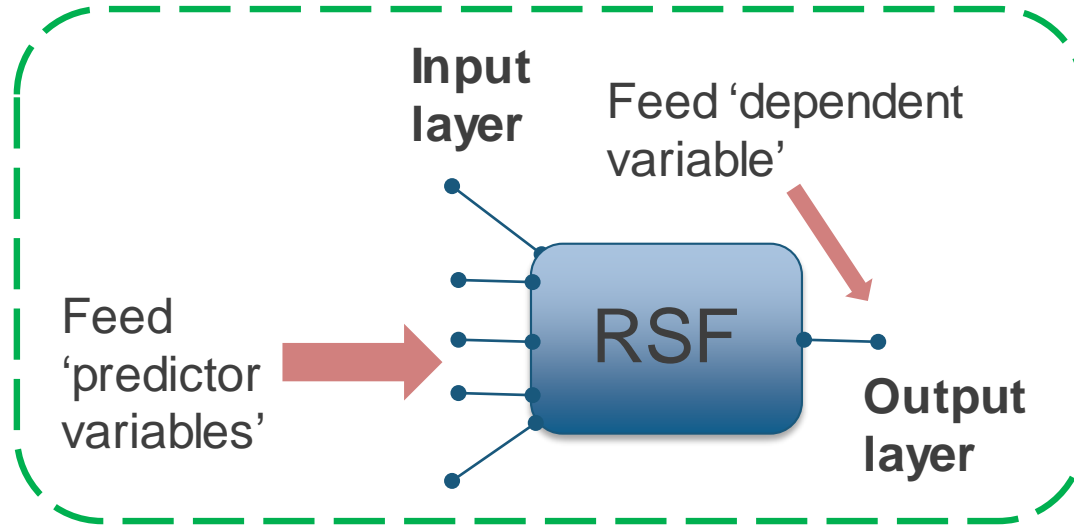 Input
layer
Feed ‘dependent
variable’
Feed
‘predictor
variables’
RSF
Output
layer